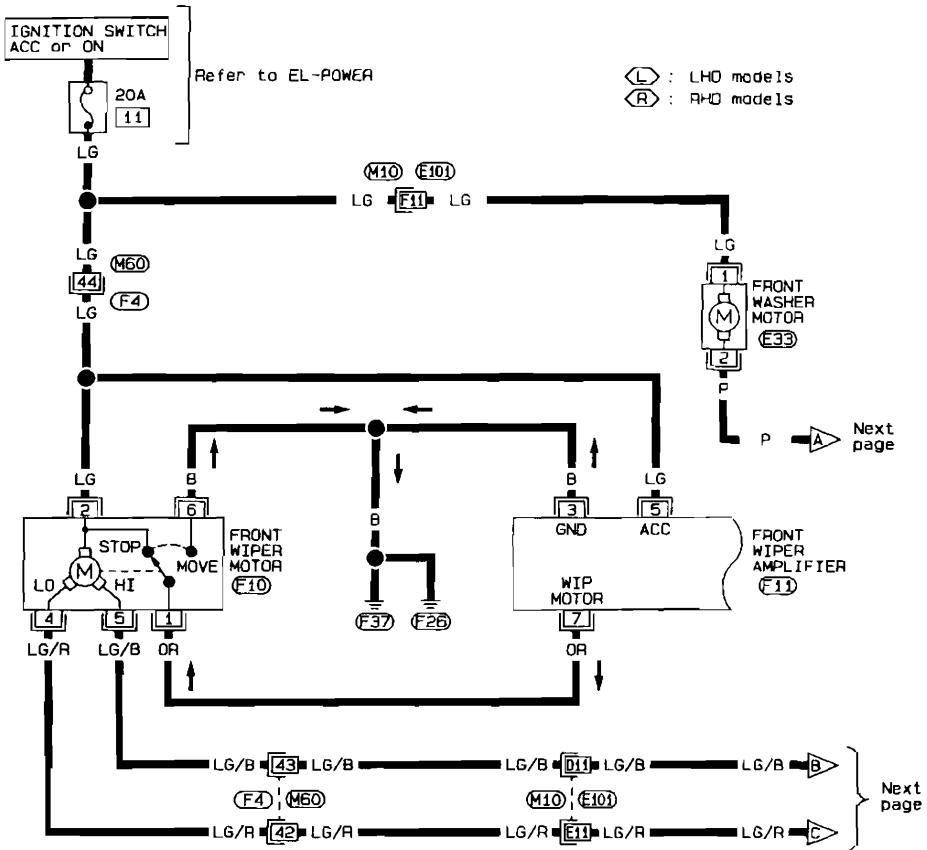 IGNITION SWITCH
ACC or ON
Refer to EL-POWER
20A
11
L : LHD models
R : RHD models
LG
M10 E101
LG F11 LG
LG
M60
44
F4
LG
LG
1
FRONT
WASHER
MOTOR
E33
M
2
P
P A
Next
page
LG
B
B
B
LG
2
6
3
5
GND
ACC
STOP
MOVE
M
LO
HI
FRONT
WIPER
MOTOR
F10
WIP
MOTOR
FRONT
WIPER
AMPLIFIER
F11
4
5
1
F37
F26
7
LG/R
LG/B
OR
OR
LG/B 43 LG/B
LG/B D11 LG/B
LG/B B
F4 M60
M10 E101
Next
page
LG/R 42 LG/R
LG/R E11 LG/R
LG/R C